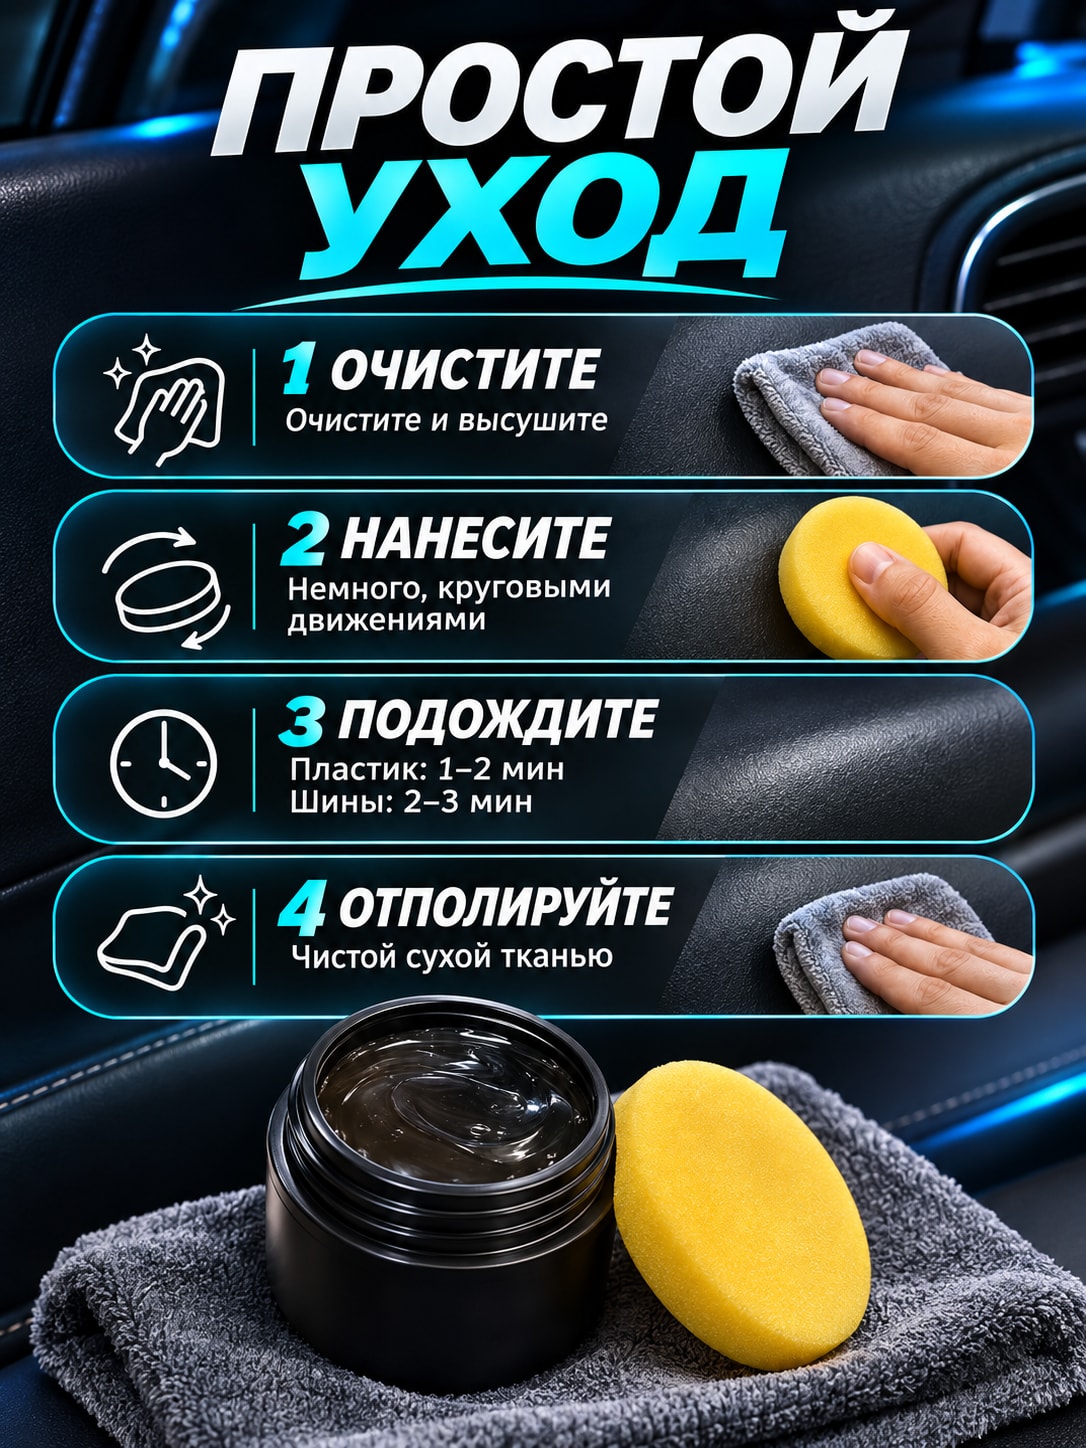 ПРОСТОЙ
УХОД
1 ОЧИСТИТЕ
Очистите и высушите
2 НАНЕСИТЕ
Немного, круговыми
движениями
3 ПОДОЖДИТЕ
Пластик: 1–2 мин
Шины: 2–3 мин
4 ОТПОЛИРУЙТЕ
Чистой сухой тканью